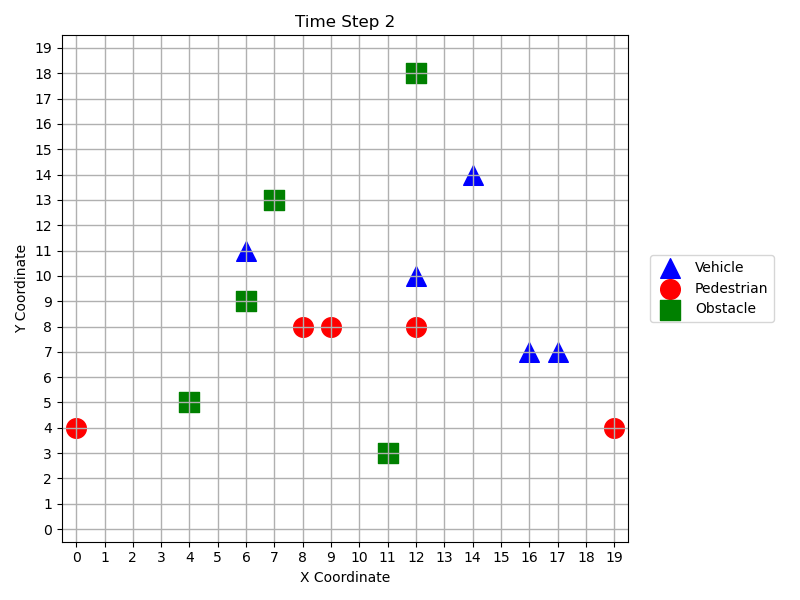 Time Step 2
Y Coordinate
19
18
17
16
15
14
13
12
11
10
9
8
7
6
5
4
3
2
1
0
0 1 2 3 4 5 6 7 8 9 10 11 12 13 14 15 16 17 18 19
X Coordinate
Vehicle
Pedestrian
Obstacle